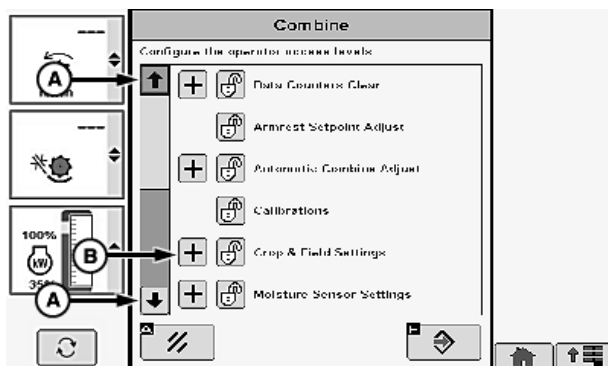 Combine
Configure the operator access levels
Data Counters Clear
Armrest Setpoint Adjust
Automatic Combine Adjust
Calibrations
Crop & Field Settings
Moisture Sensor Settings
---
---
100%
kW
35%
A
B
A